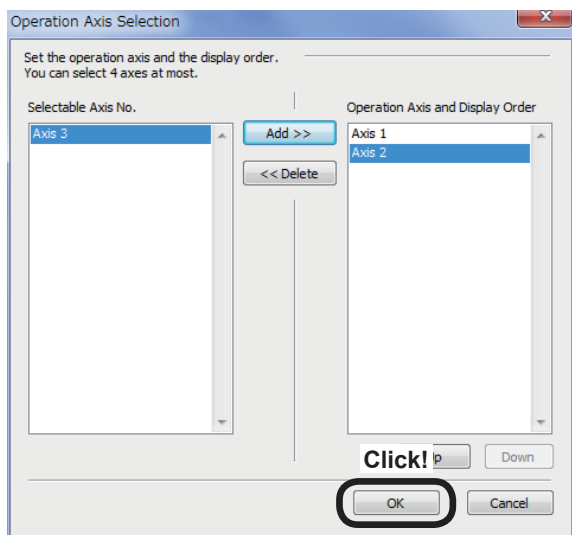 Operation Axis Selection
Set the operation axis and the display order.
You can select 4 axes at most.
Selectable Axis No.
Operation Axis and Display Order
Axis 3
Add >>
Axis 1
<< Delete
Axis 2
Click!
p
Down
OK
Cancel